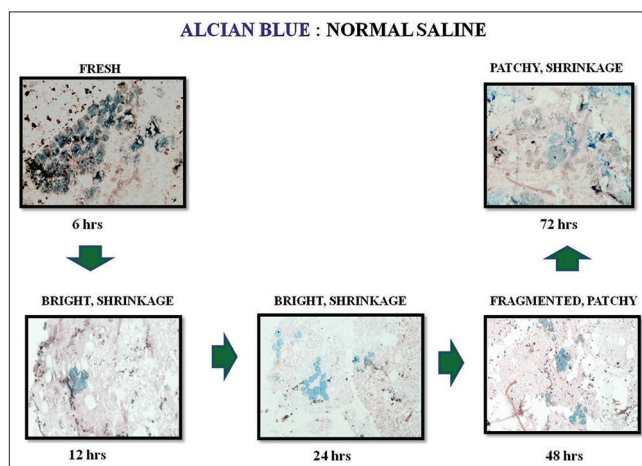 ALCIAN BLUE : NORMAL SALINE
FRESH
6 hrs
BRIGHT, SHRINKAGE
12 hrs
BRIGHT, SHRINKAGE
24 hrs
FRAGMENTED, PATCHY
48 hrs
PATCHY, SHRINKAGE
72 hrs